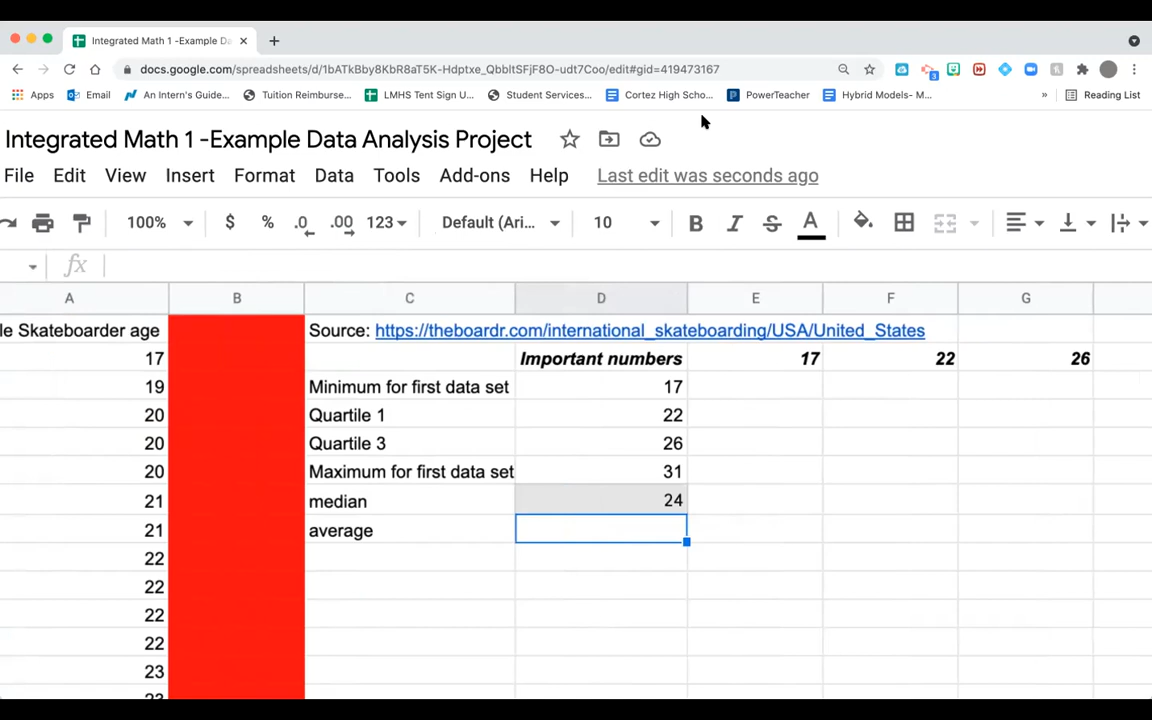 Integrated Math 1 -Example Da
docs.google.com/spreadsheets/d/1bATkBby8KbR8aT5K-Hdptxe_QbbltSFjF8O-udt7Coo/edit#gid=419473167
Apps Email An Intern's Guide... Tuition Reimburse... LMHS Tent Sign U... Student Services... Cortez High Scho... PowerTeacher Hybrid Models- M... » Reading List
Integrated Math 1 -Example Data Analysis Project
File Edit View Insert Format Data Tools Add-ons Help Last edit was seconds ago
100% $ % .0 .00 123 Default (Ari... 10 B I S A
fx
A B C D E F G
le Skateboarder age Source: https://theboardr.com/international_skateboarding/USA/United_States
17 Important numbers 17 22 26
19 Minimum for first data set 17
20 Quartile 1 22
20 Quartile 3 26
20 Maximum for first data set 31
21 median 24
21 average
22
22
22
22
23
23